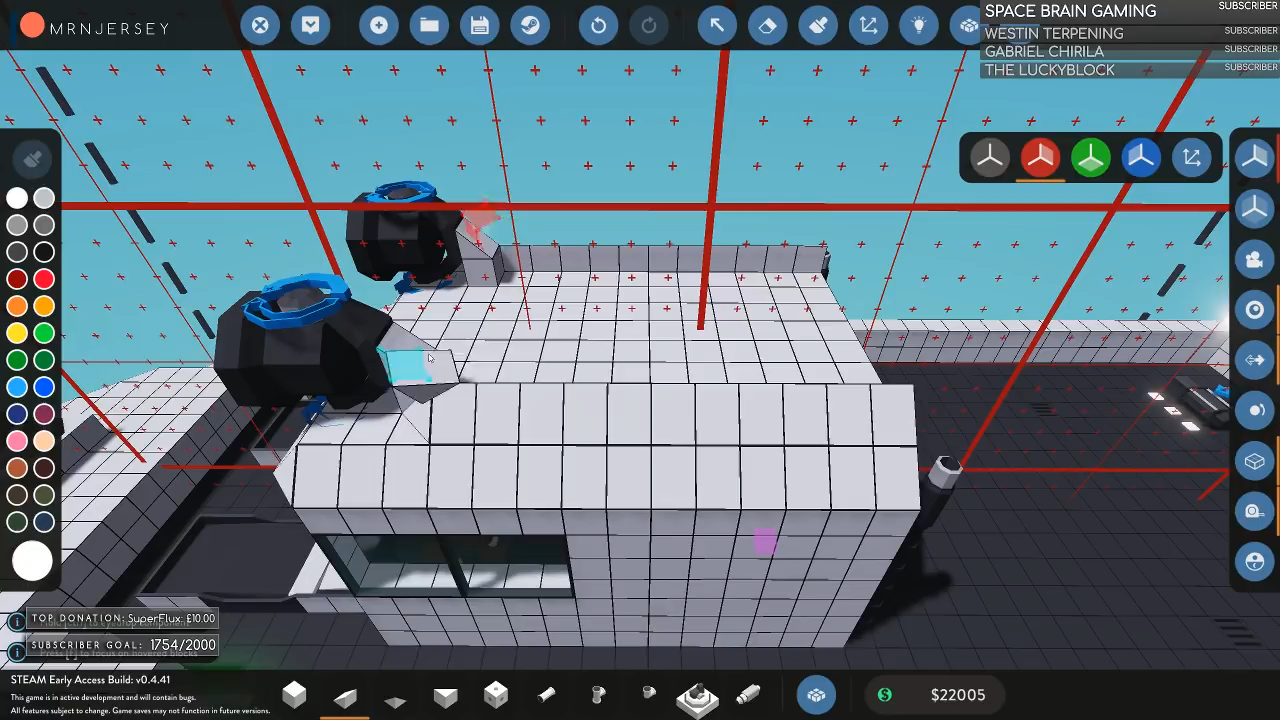 MRNJERSEY
SPACE BRAIN GAMING SUBSCRIBER
WESTIN TERPENING SUBSCRIBER
GABRIEL CHIRILA SUBSCRIBER
THE LUCKYBLOCK SUBSCRIBER
TOP DONATION: SuperFlux: £10.00
SUBSCRIBER GOAL: 1754/2000
STEAM Early Access Build: v0.4.41
This game is in active development and will contain bugs.
All features subject to change. Game saves may not function in future versions.
$ $22005